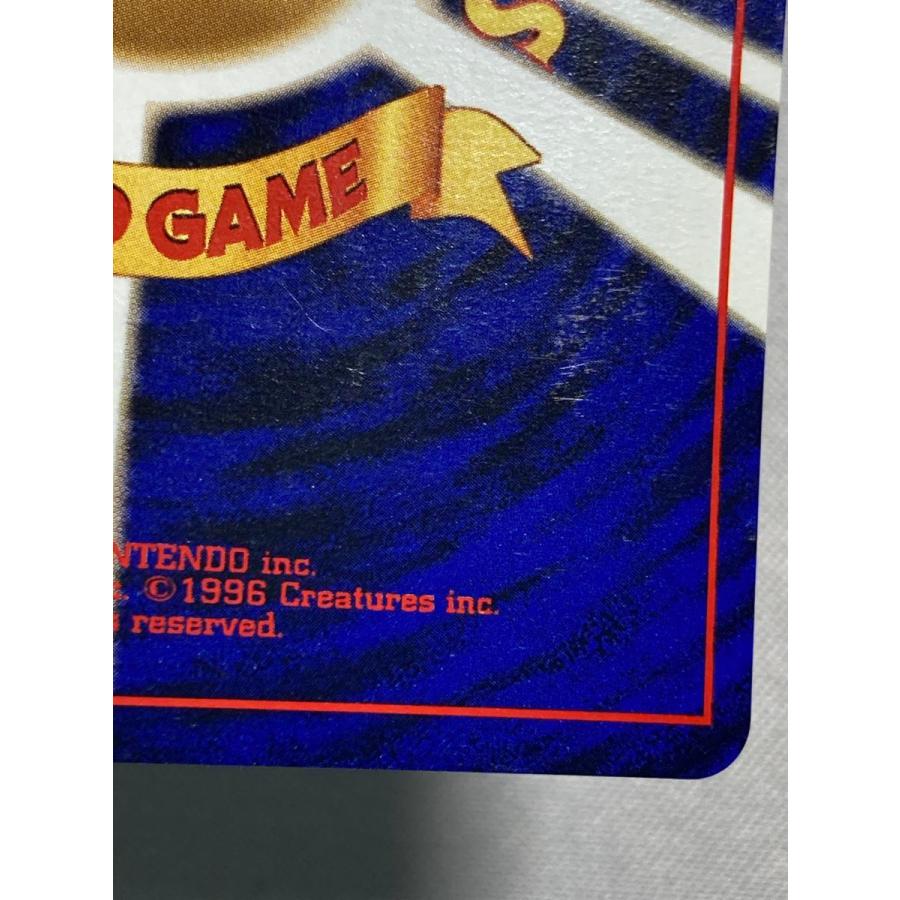 S
GAME
NTENDO inc.
©1996 Creatures inc.
reserved.